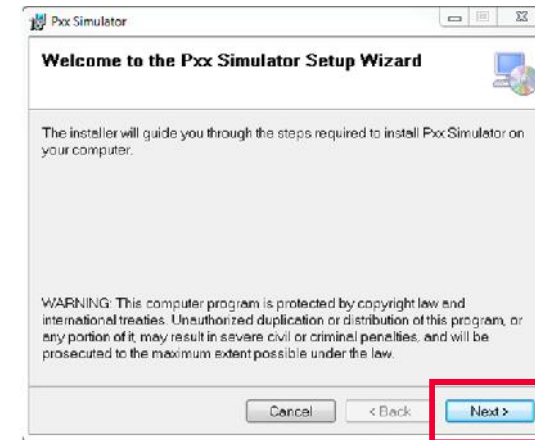 Pxx Simulator
Welcome to the Pxx Simulator Setup Wizard
The installer will guide you through the steps required to install Pxx Simulator on
your computer.
WARNING: This computer program is protected by copyright law and
international treaties. Unauthorized duplication or distribution of this program, or
any portion of it, may result in severe civil or criminal penalties, and will be
prosecuted to the maximum extent possible under the law.
Cancel < Back Next >